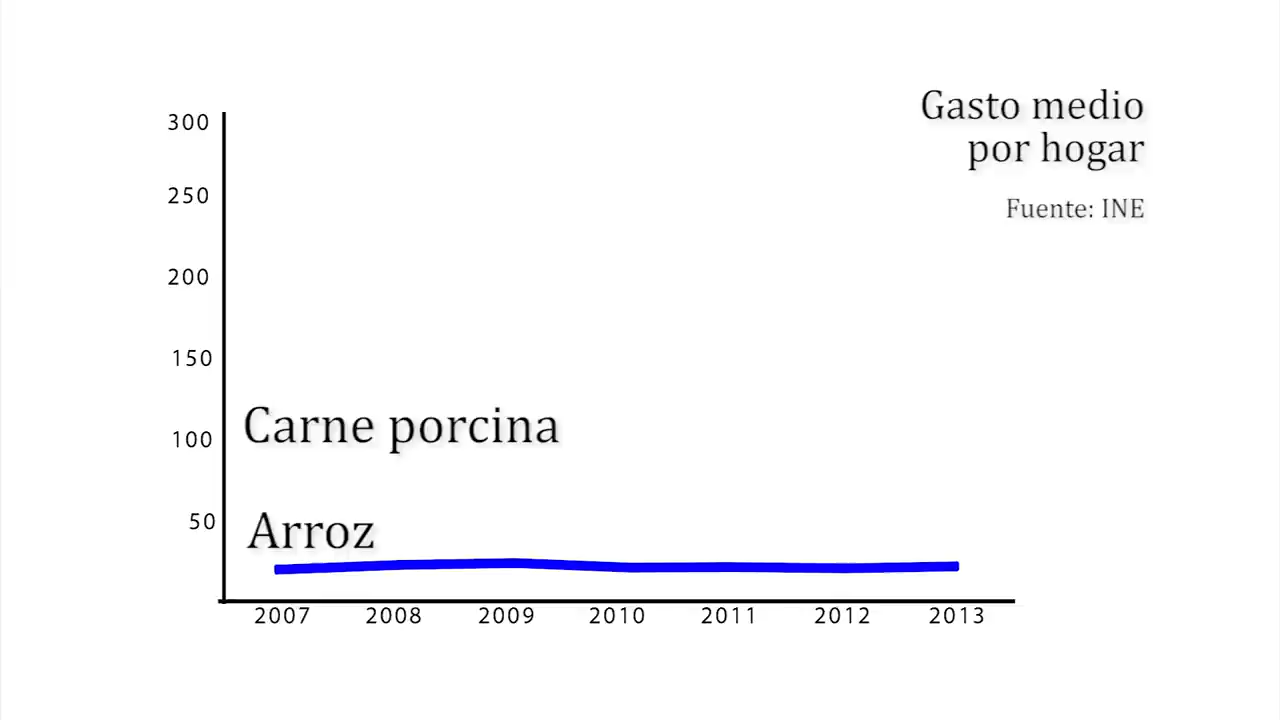 Gasto medio
por hogar
Fuente: INE
300
250
200
150
100
50
Carne porcina
Arroz
2007 2008 2009 2010 2011 2012 2013